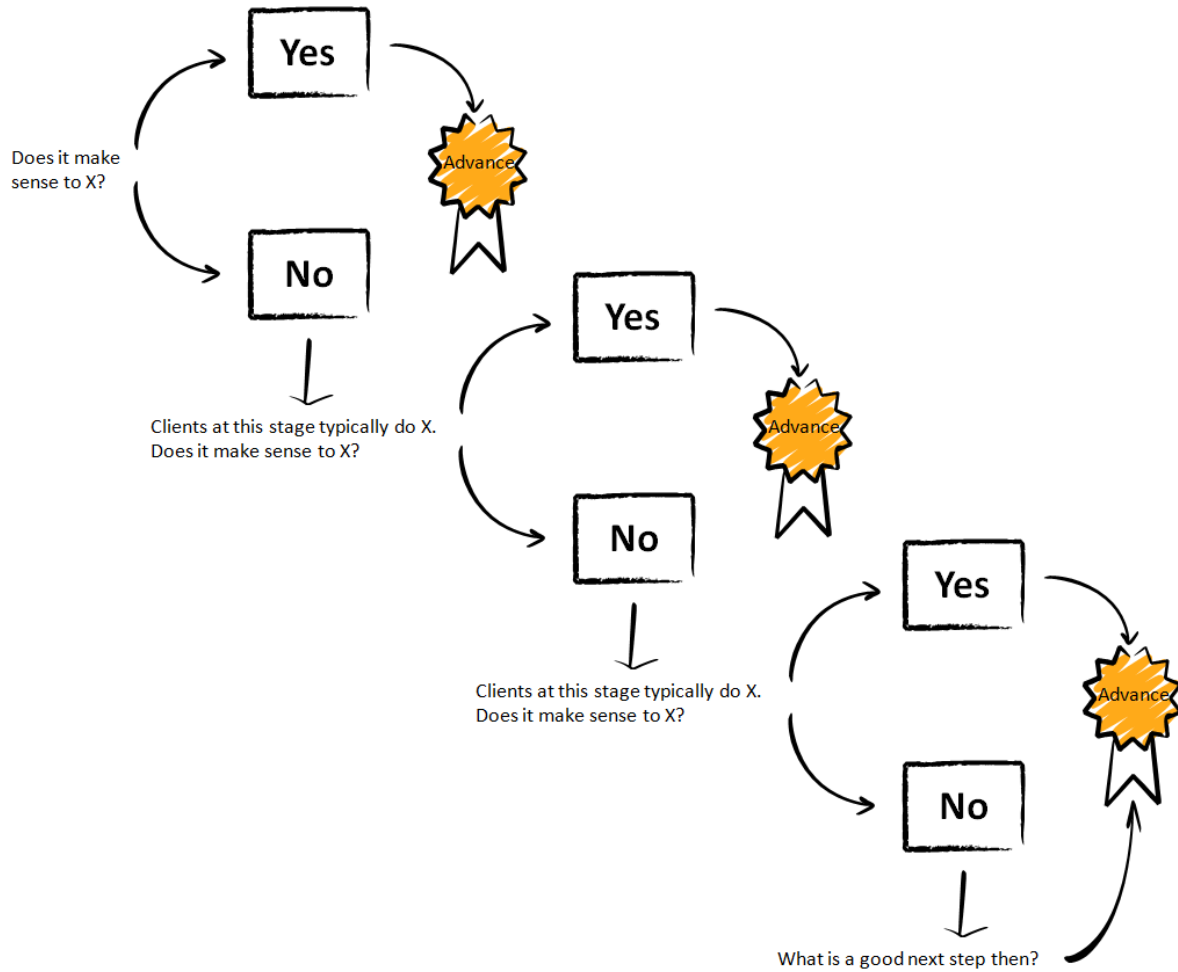 Yes
Does it make
sense to X?
Advance
No
Yes
Clients at this stage typically do X.
Does it make sense to X?
Advance
No
Yes
Clients at this stage typically do X.
Does it make sense to X?
Advance
No
What is a good next step then?